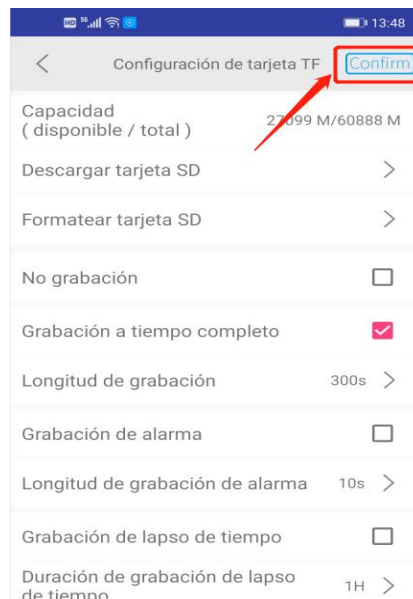 HD 5G 13:48
Configuración de tarjeta TF Confirm
Capacidad
( disponible / total ) 27099 M/60888 M
Descargar tarjeta SD
Formatear tarjeta SD
No grabación
Grabación a tiempo completo
Longitud de grabación 300s
Grabación de alarma
Longitud de grabación de alarma 10s
Grabación de lapso de tiempo
Duración de grabación de lapso
de tiempo 1H